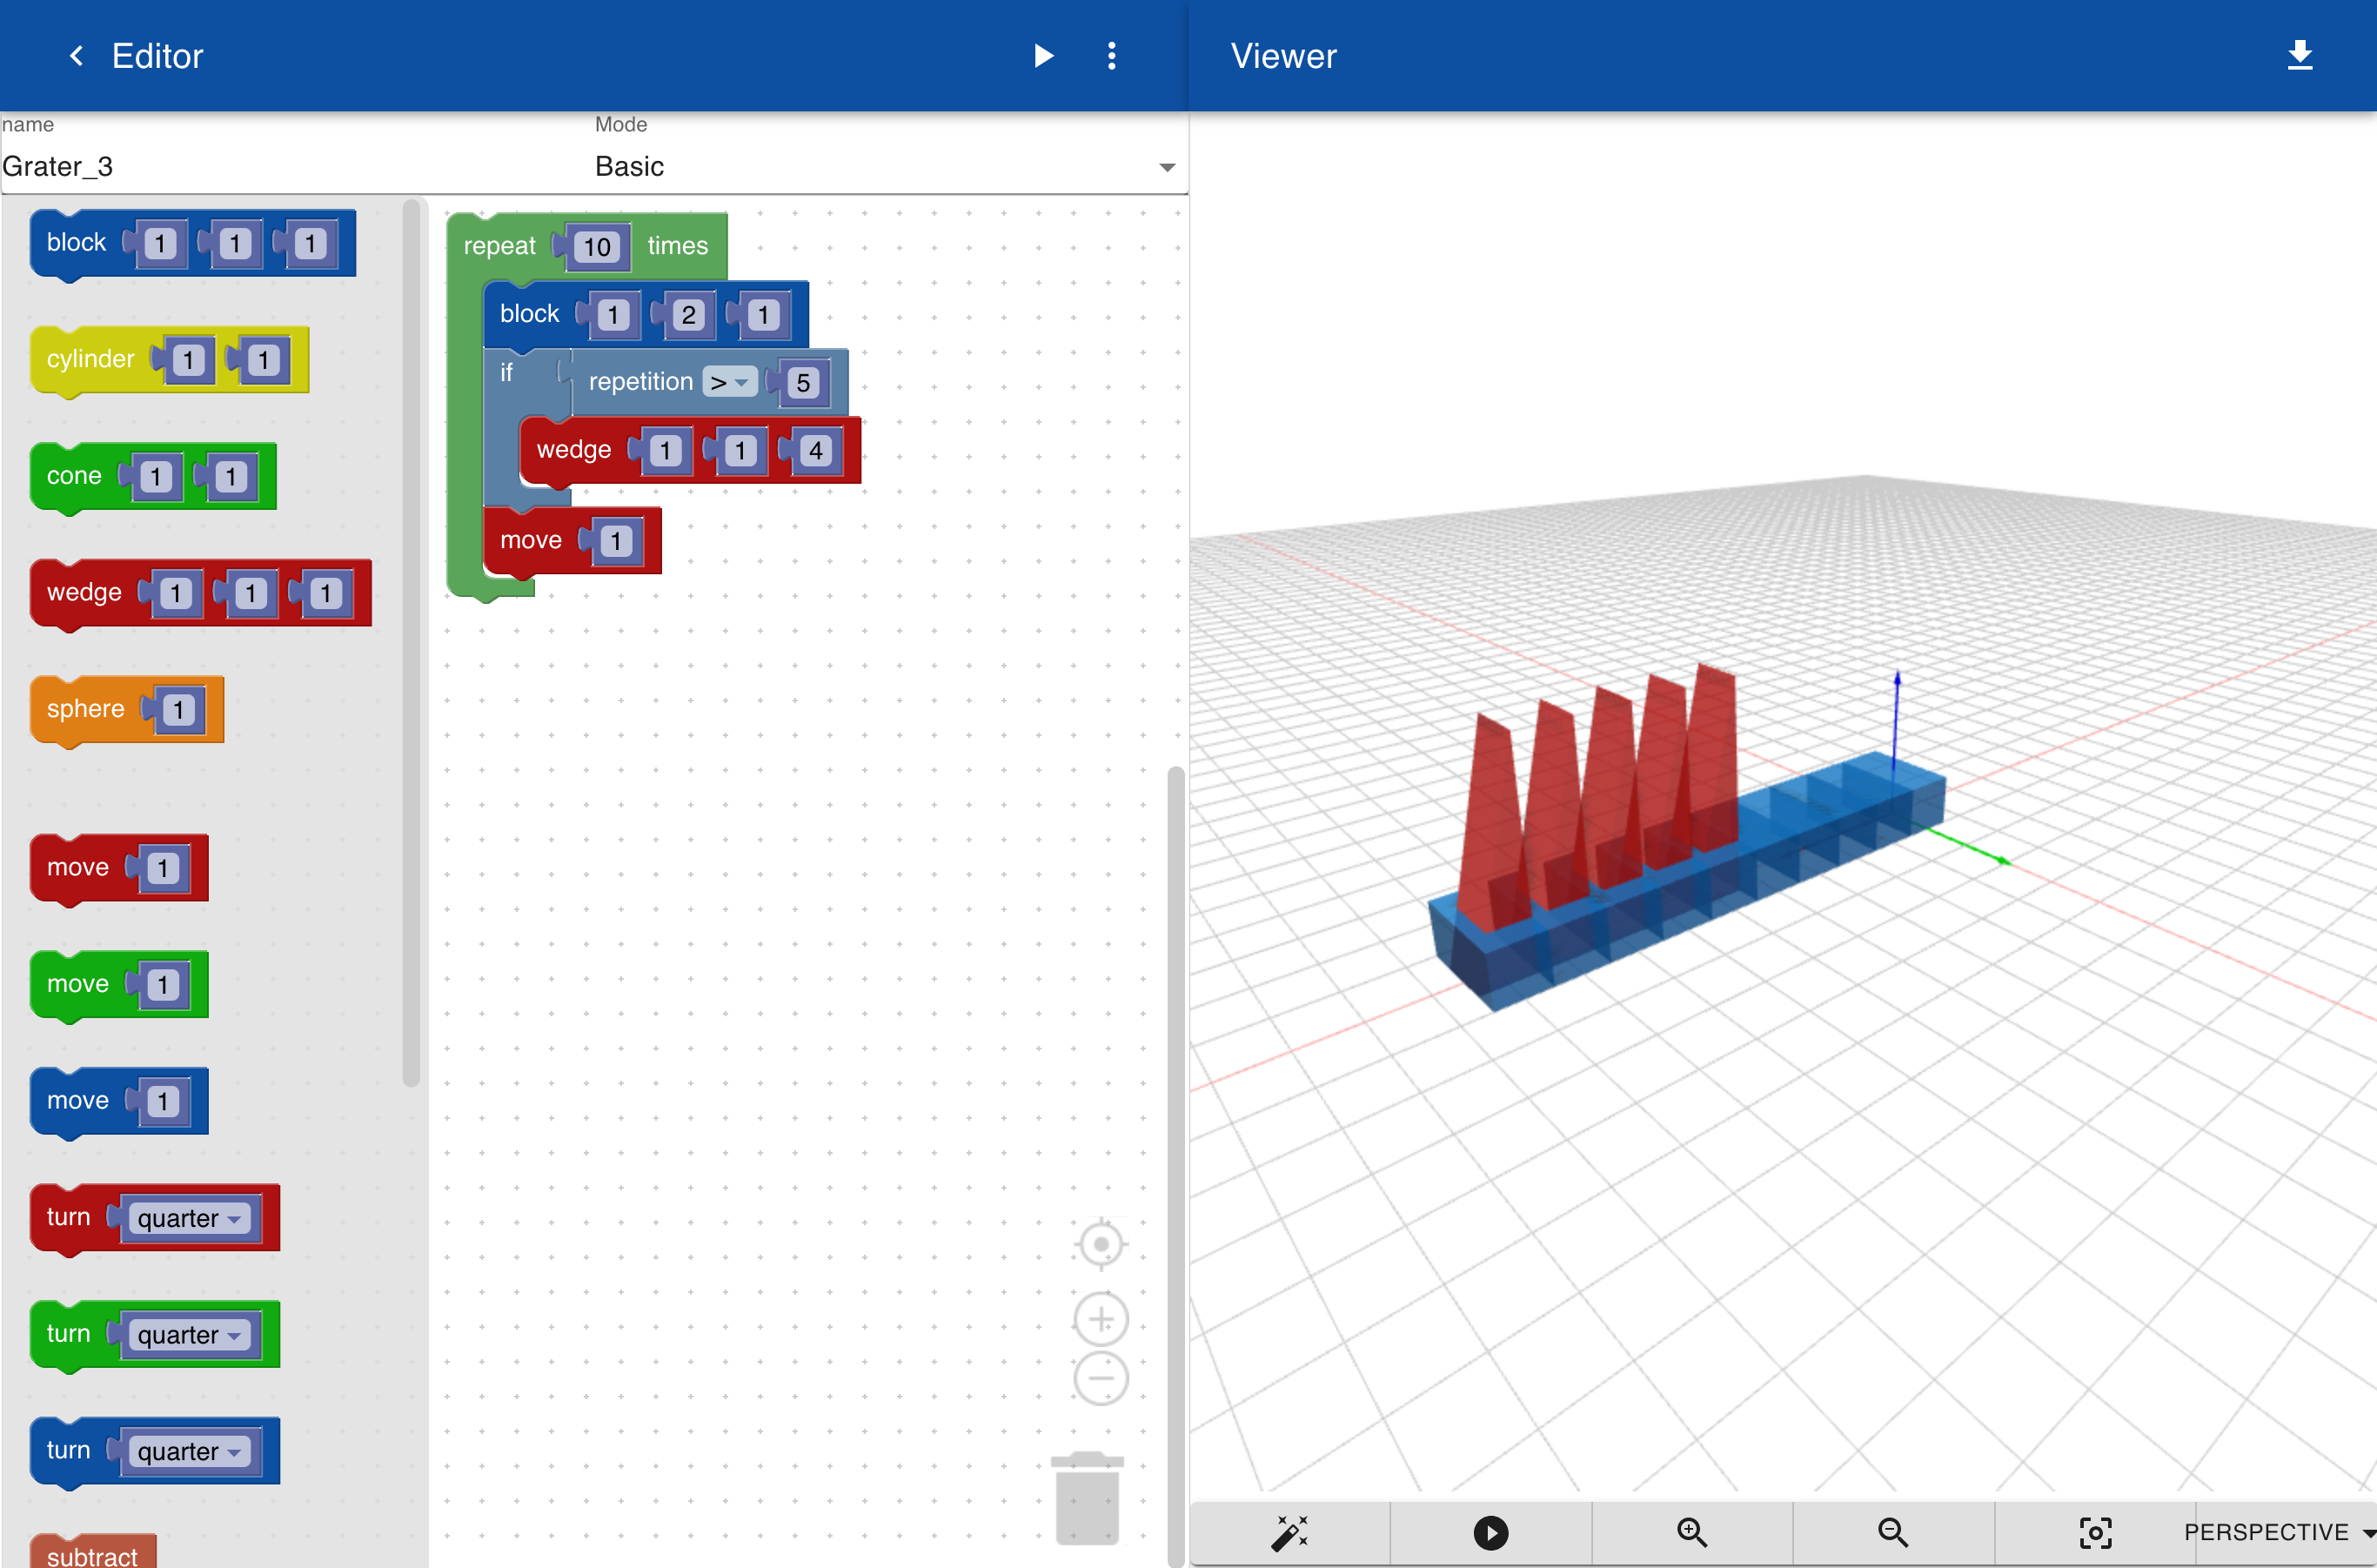 Editor
Viewer
name
Mode
Grater_3
Basic
block 1 1 1
cylinder 1 1
cone 1 1
wedge 1 1 1
sphere 1
move 1
move 1
move 1
turn quarter
turn quarter
turn quarter
subtract
repeat 10 times
block 1 2 1
if repetition > 5
wedge 1 1 4
move 1
PERSPECTIVE